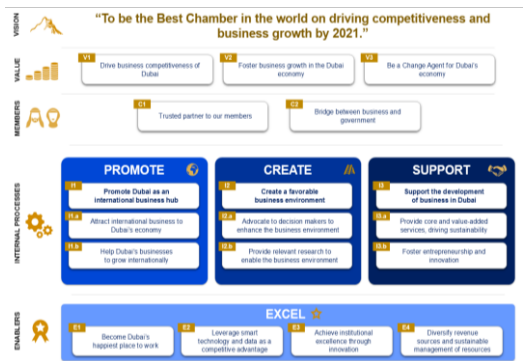 VISION
“To be the Best Chamber in the world on driving competitiveness and
business growth by 2021.”
VALUE
V1
Drive business competitiveness of
Dubai
V2
Foster business growth in the Dubai
economy
V3
Be a Change Agent for Dubai's
economy
MEMBERS
C1
Trusted partner to our members
C2
Bridge between business and
government
INTERNAL PROCESSES
PROMOTE
I1
Promote Dubai as an
international business hub
I1.a
Attract international business to
Dubai's economy
I1.b
Help Dubai's businesses
to grow internationally
CREATE
I2
Create a favorable
business environment
I2.a
Advocate to decision makers to
enhance the business environment
I2.b
Provide relevant research to
enable the business environment
SUPPORT
I3
Support the development
of business in Dubai
I3.a
Provide core and value-added
services, driving sustainability
I3.b
Foster entrepreneurship and
innovation
ENABLERS
EXCEL
E1
Become Dubai's
happiest place to work
E2
Leverage smart
technology and data as a
competitive advantage
E3
Achieve institutional
excellence through
innovation
E4
Diversify revenue
sources and sustainable
management of resources